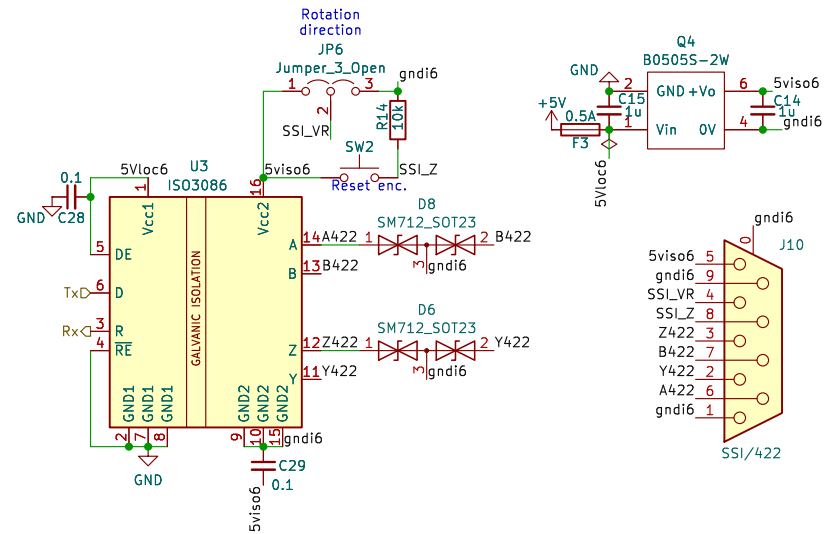 Rotation
direction
JP6
Jumper_3_Open
1
3
2
gndi6
R14
10k
SSI_VR
SW2
SSI_Z
Reset enc.
5viso6
0.1
5Vloc6
U3
ISO3086
GND
C28
1
16
Vcc1
Vcc2
GALVANIC ISOLATION
5
DE
Tx
6
D
Rx
3
R
4
RE
A
14
A422
B
13
B422
Z
12
Z422
Y
11
Y422
GND1
GND1
GND1
GND2
GND2
GND2
2
7
8
9
10
15
gndi6
GND
C29
0.1
5viso6
D8
SM712_SOT23
1
2
B422
3
gndi6
D6
SM712_SOT23
1
2
Y422
3
gndi6
Q4
B0505S-2W
GND
2
GND
+Vo
6
5viso6
C15
1u
C14
1u
+5V
0.5A
1
Vin
0V
4
gndi6
F3
5Vloc6
gndi6
0
J10
5viso6
5
gndi6
9
SSI_VR
4
SSI_Z
8
Z422
3
B422
7
Y422
2
A422
6
gndi6
1
SSI/422